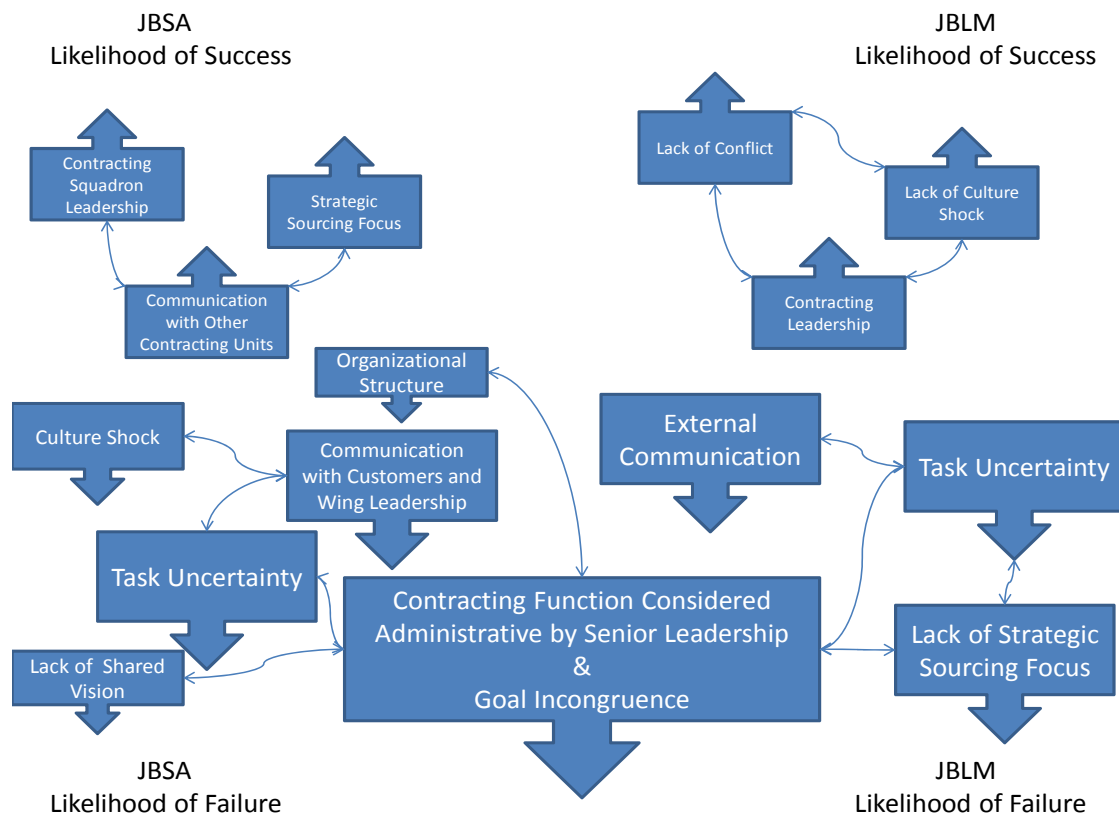 JBSA
Likelihood of Success
JBLM
Likelihood of Success
Contracting
Squadron
Leadership
Strategic
Sourcing Focus
Communication
with Other
Contracting Units
Lack of Conflict
Lack of Culture
Shock
Contracting
Leadership
Organizational
Structure
Culture Shock
Communication
with Customers and
Wing Leadership
Task Uncertainty
Lack of  Shared
Vision
Contracting Function Considered
Administrative by Senior Leadership
&
Goal Incongruence
External
Communication
Task Uncertainty
Lack of Strategic
Sourcing Focus
JBSA
Likelihood of Failure
JBLM
Likelihood of Failure